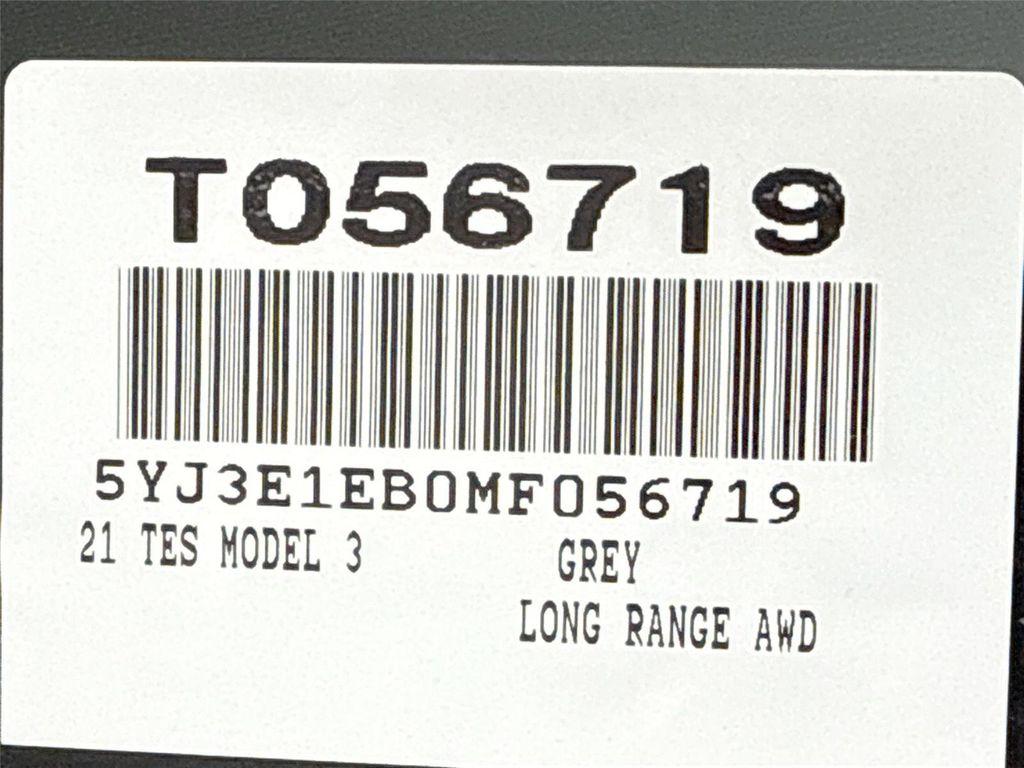 T056719
5YJ3E1EB0MF056719
21 TES MODEL 3 GREY
LONG RANGE AWD